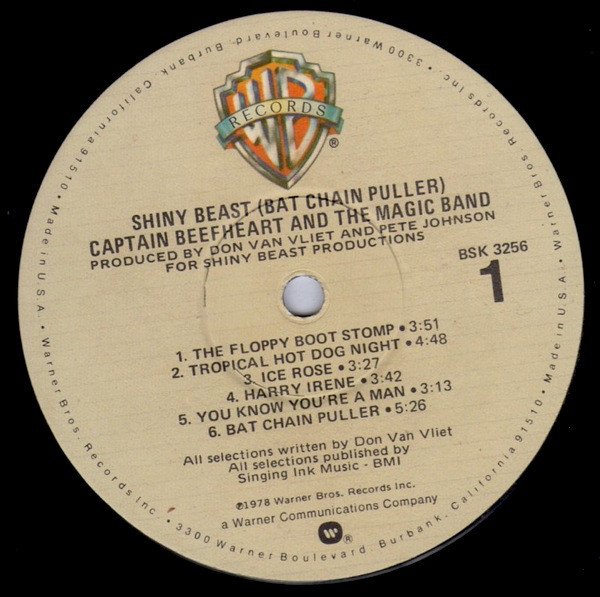 WB
RECORDS
®
SHINY BEAST (BAT CHAIN PULLER)
CAPTAIN BEEFHEART AND THE MAGIC BAND
PRODUCED BY DON VAN VLIET AND PETE JOHNSON
FOR SHINY BEAST PRODUCTIONS
BSK 3256
1
1. THE FLOPPY BOOT STOMP • 3:51
2. TROPICAL HOT DOG NIGHT • 4:48
3. ICE ROSE • 3:27
4. HARRY IRENE • 3:42
5. YOU KNOW YOU'RE A MAN • 3:13
6. BAT CHAIN PULLER • 5:26
All selections written by Don Van Vliet
All selections published by
Singing Ink Music - BMI
℗1978 Warner Bros. Records Inc.
a Warner Communications Company
W ®
Warner Bros. Records Inc. • 3300 Warner Boulevard, Burbank, California 91510 • Made in U.S.A. • Warner Bros. Records Inc. • 3300 Warner Boulevard, Burbank, California 91510 • Made in U.S.A. •